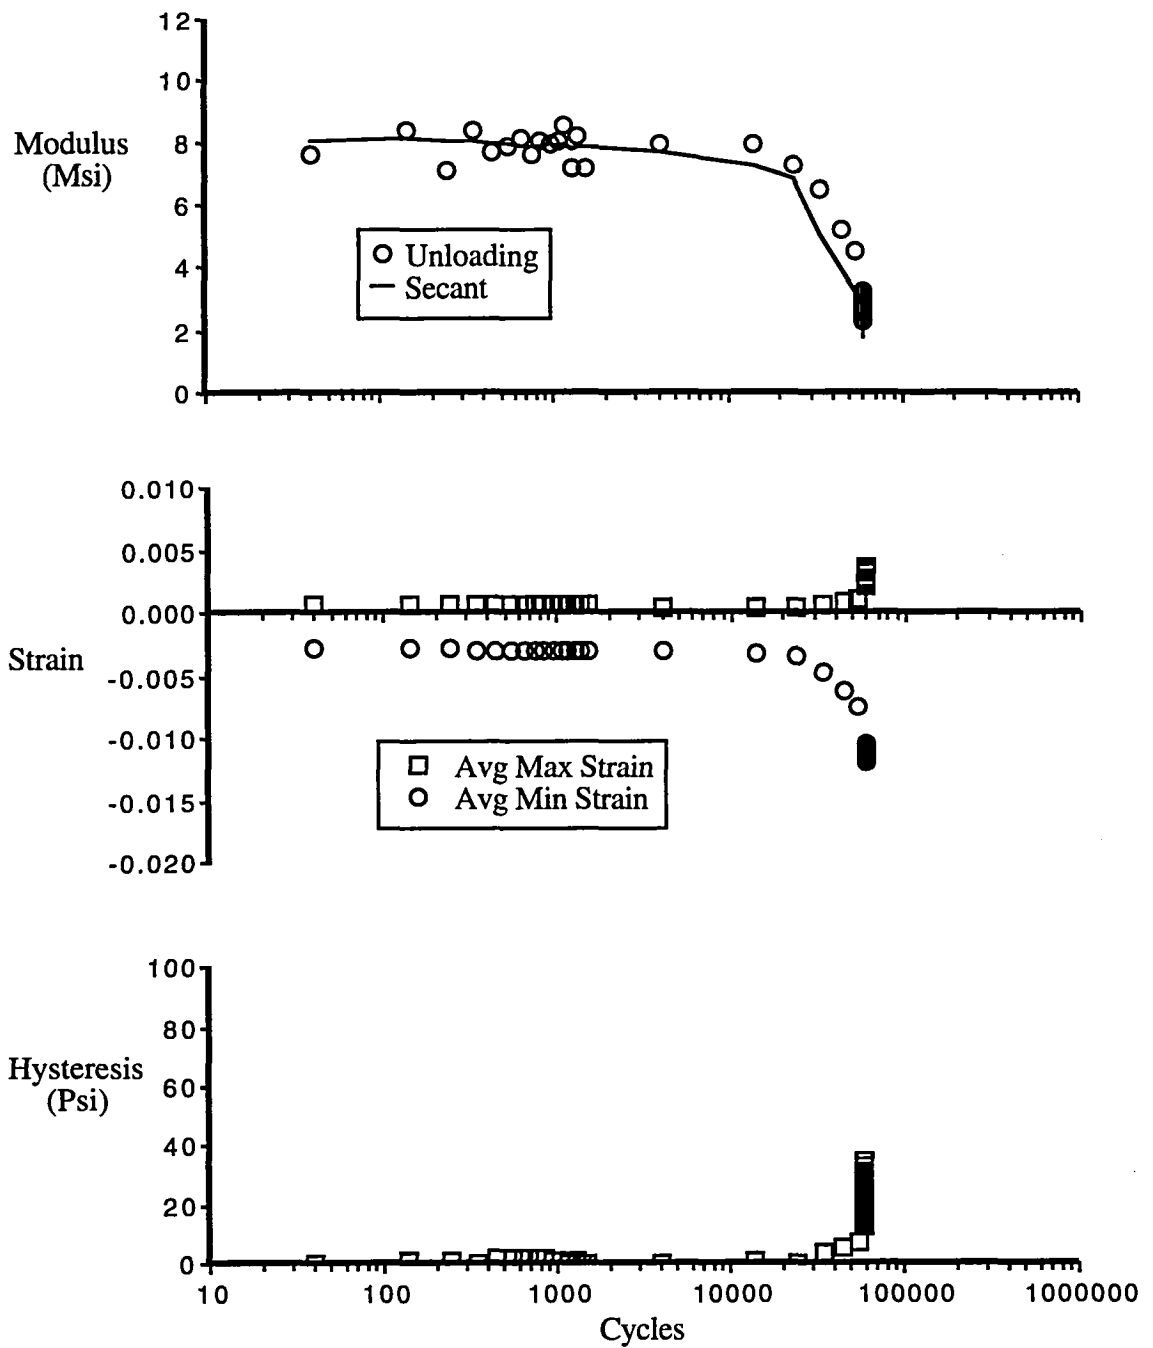 12
10
8
6
4
2
0
Modulus
(Msi)
Unloading
Secant
0.010
0.005
0.000
-0.005
-0.010
-0.015
-0.020
Strain
Avg Max Strain
Avg Min Strain
100
80
60
40
20
0
Hysteresis
(Psi)
10 100 1000 10000 100000 1000000
Cycles